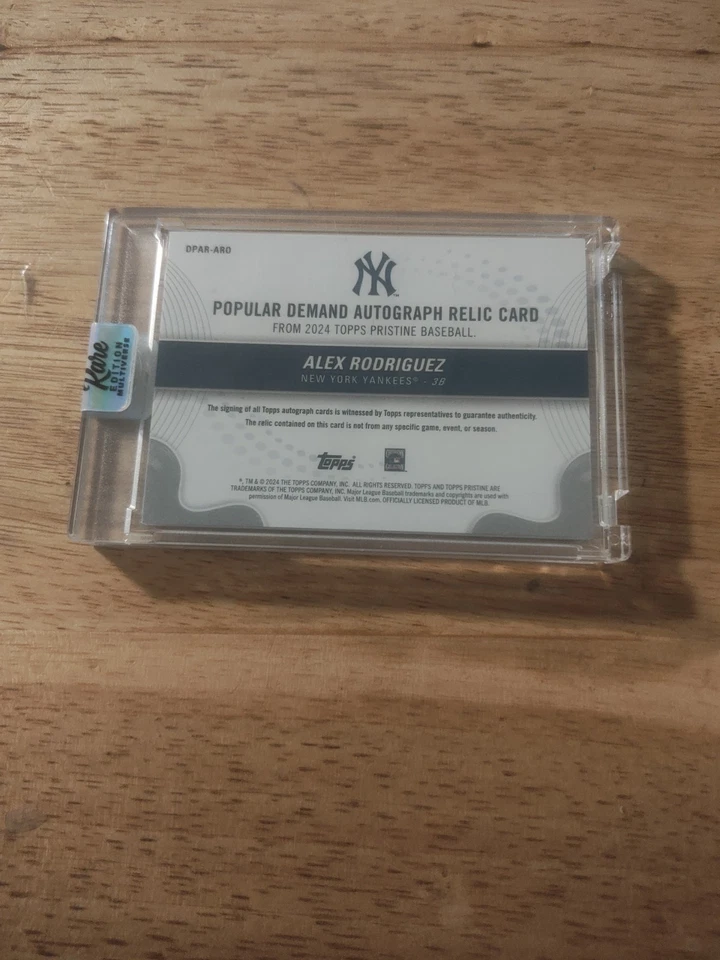 DPAR-ARO
NY
TM
POPULAR DEMAND AUTOGRAPH RELIC CARD
FROM 2024 TOPPS PRISTINE BASEBALL.
ALEX RODRIGUEZ
NEW YORK YANKEES® - 3B
The signing of all Topps autograph cards is witnessed by Topps representatives to guarantee authenticity.
The relic contained on this card is not from any specific game, event, or season.
topps
®, TM & © 2024 THE TOPPS COMPANY, INC. ALL RIGHTS RESERVED. TOPPS AND TOPPS PRISTINE ARE
TRADEMARKS OF THE TOPPS COMPANY, INC. Major League Baseball trademarks and copyrights are used with
permission of Major League Baseball. Visit MLB.com. OFFICIALLY LICENSED PRODUCT OF MLB.
Rare
EDITION
MULTIVERSE